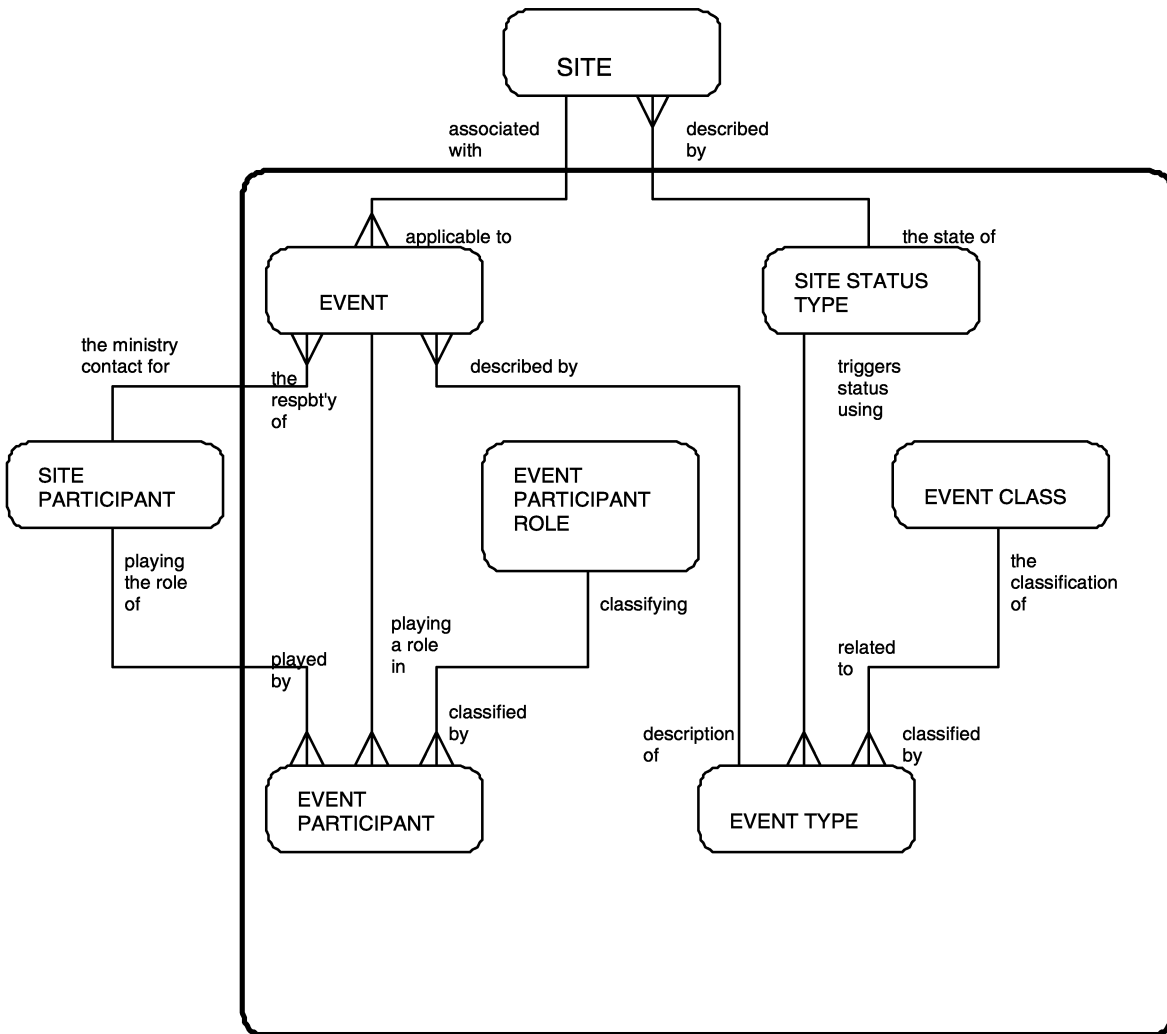 SITE
associated
with
described
by
applicable to
the state of
EVENT
SITE STATUS
TYPE
the ministry
contact for
the
respbt'y
of
described by
triggers
status
using
SITE
PARTICIPANT
EVENT
PARTICIPANT
ROLE
EVENT CLASS
playing
the role
of
classifying
the
classification
of
playing
a role
in
related
to
played
by
classified
by
description
of
classified
by
EVENT
PARTICIPANT
EVENT TYPE